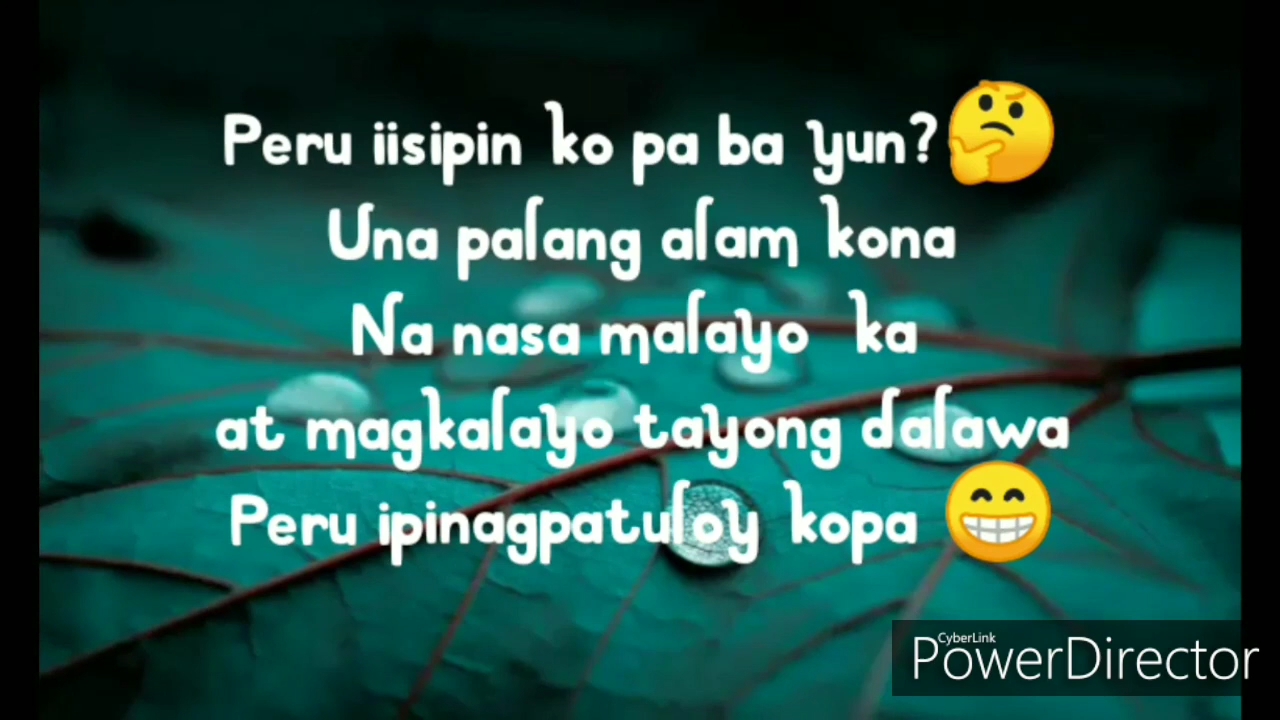 Peru iisipin ko pa ba yun?🤔
Una palang alam kona
Na nasa malayo ka
at magkalayo tayong dalawa
Peru ipinagpatuloy kopa 😁
CyberLink
PowerDirector